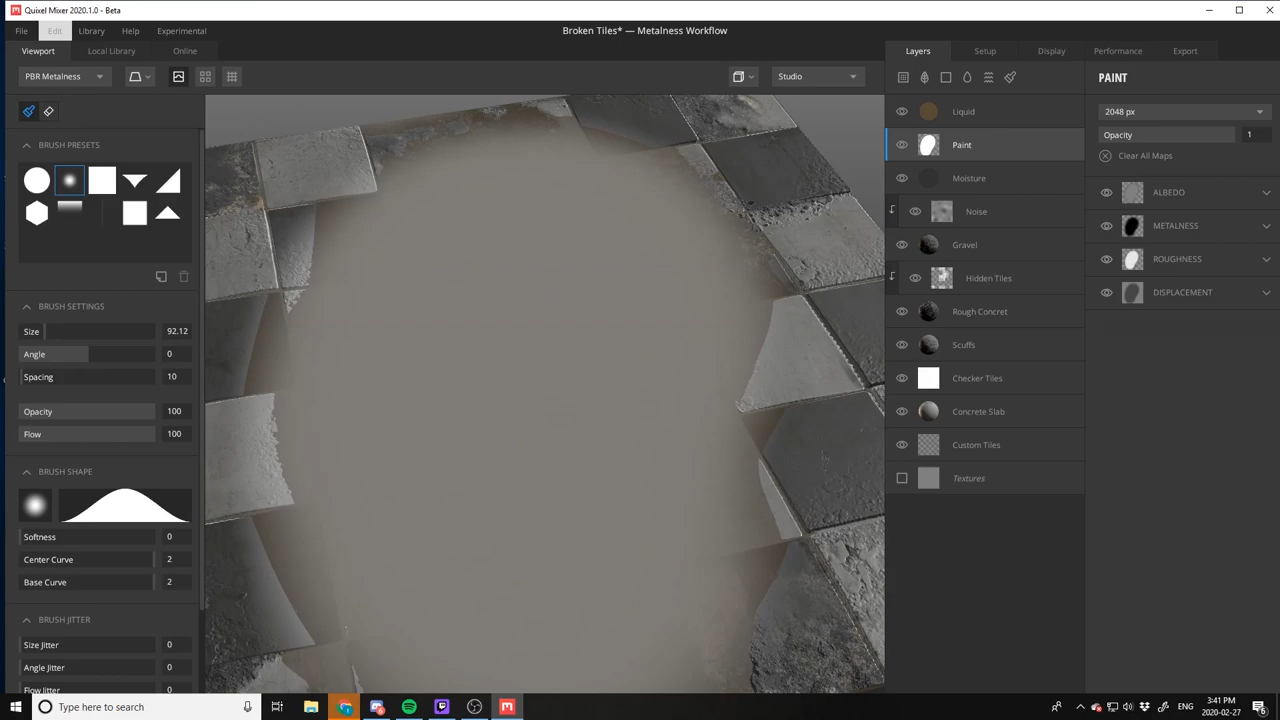 Quixel Mixer 2020.1.0 - Beta
File Edit Library Help Experimental
Broken Tiles* — Metalness Workflow
Viewport Local Library Online
Layers Setup Display Performance Export
PBR Metalness
Studio
PAINT
2048 px
Opacity 1
Clear All Maps
ALBEDO
METALNESS
ROUGHNESS
DISPLACEMENT
Liquid
Paint
Moisture
Noise
Gravel
Hidden Tiles
Rough Concret
Scuffs
Checker Tiles
Concrete Slab
Custom Tiles
Textures
BRUSH PRESETS
BRUSH SETTINGS
Size 92.12
Angle 0
Spacing 10
Opacity 100
Flow 100
BRUSH SHAPE
Softness 0
Center Curve 2
Base Curve 2
BRUSH JITTER
Size Jitter 0
Angle Jitter 0
Flow Jitter 0
Type here to search
ENG
3:41 PM
2020-02-27